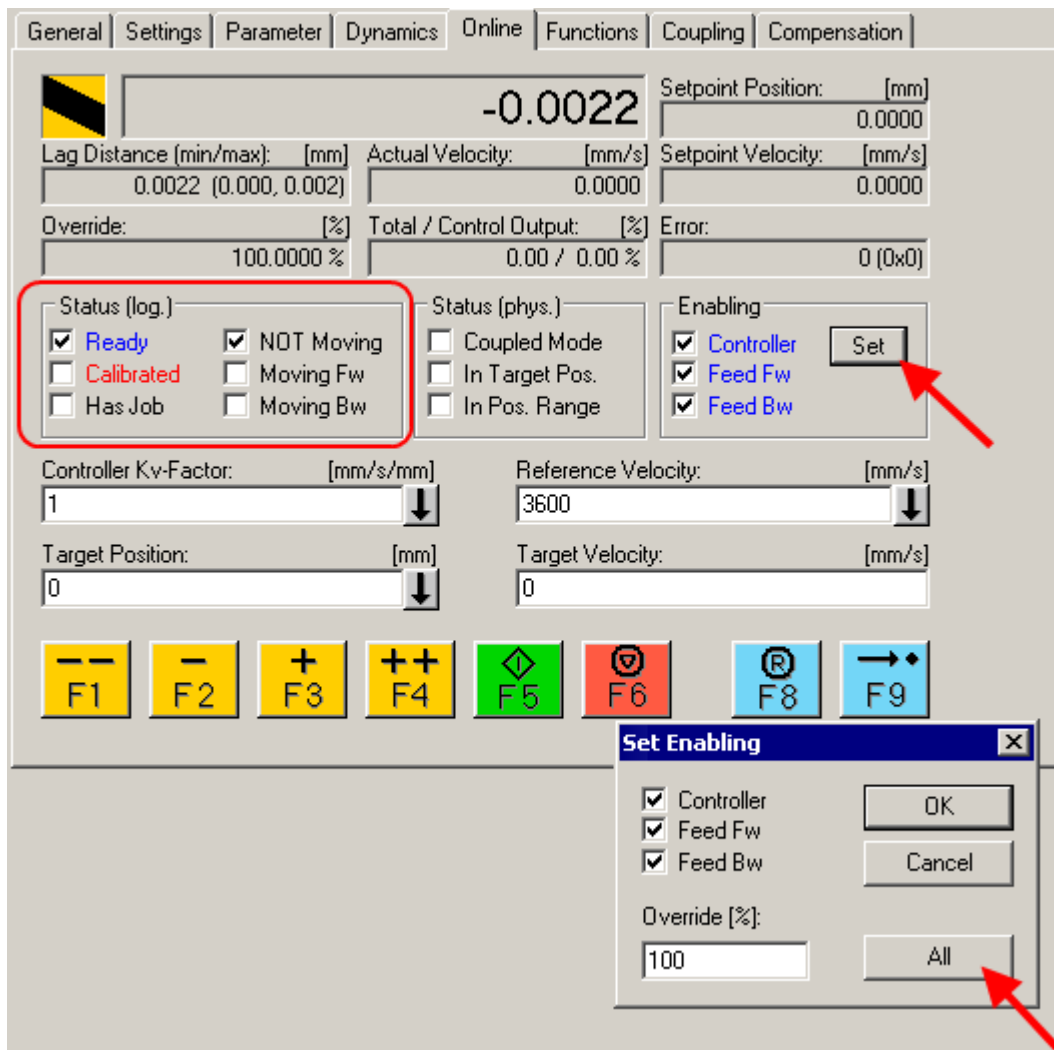 General Settings Parameter Dynamics Online Functions Coupling Compensation
-0.0022
Setpoint Position: [mm]
0.0000
Lag Distance (min/max): [mm] Actual Velocity: [mm/s] Setpoint Velocity: [mm/s]
0.0022 (0.000, 0.002) 0.0000 0.0000
Override: [%] Total / Control Output: [%] Error:
100.0000 % 0.00 / 0.00 % 0 (0x0)
Status (log.) Status (phys.) Enabling
Ready NOT Moving Coupled Mode Controller Set
Calibrated Moving Fw In Target Pos. Feed Fw
Has Job Moving Bw In Pos. Range Feed Bw
Controller Kv-Factor: [mm/s/mm] Reference Velocity: [mm/s]
1 3600
Target Position: [mm] Target Velocity: [mm/s]
0 0
−− − + ++ R
F1 F2 F3 F4 F5 F6 F8 F9
Set Enabling
Controller OK
Feed Fw
Feed Bw Cancel
Override [%]:
100 All